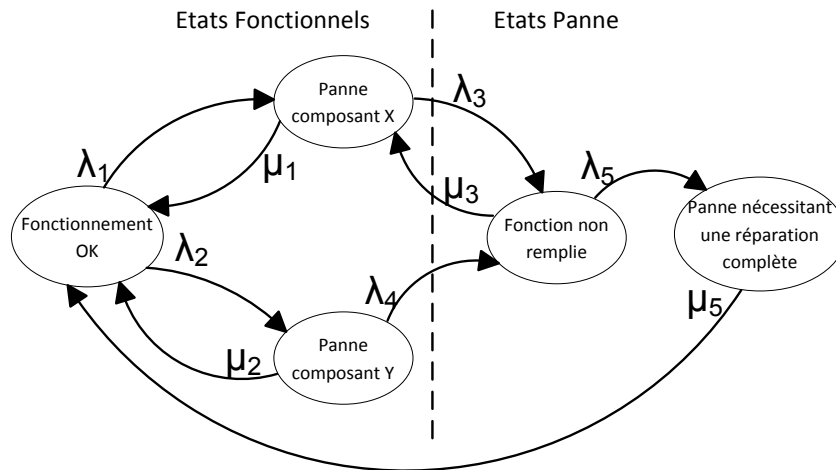 Etats Fonctionnels
Etats Panne
Panne
composant X
λ3
λ1
μ1
μ3
λ5
Fonctionnement
OK
λ2
Fonction non
remplie
Panne nécessitant
une réparation
complète
λ4
μ5
μ2
Panne
composant Y